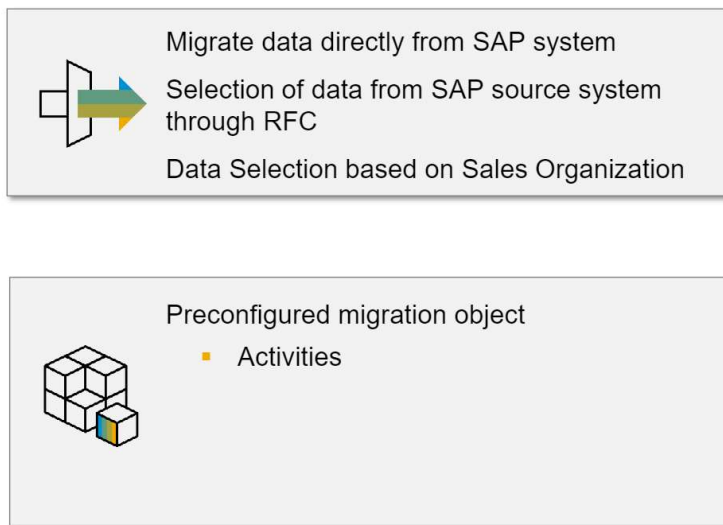 Migrate data directly from SAP system
Selection of data from SAP source system
through RFC
Data Selection based on Sales Organization
Preconfigured migration object
Activities